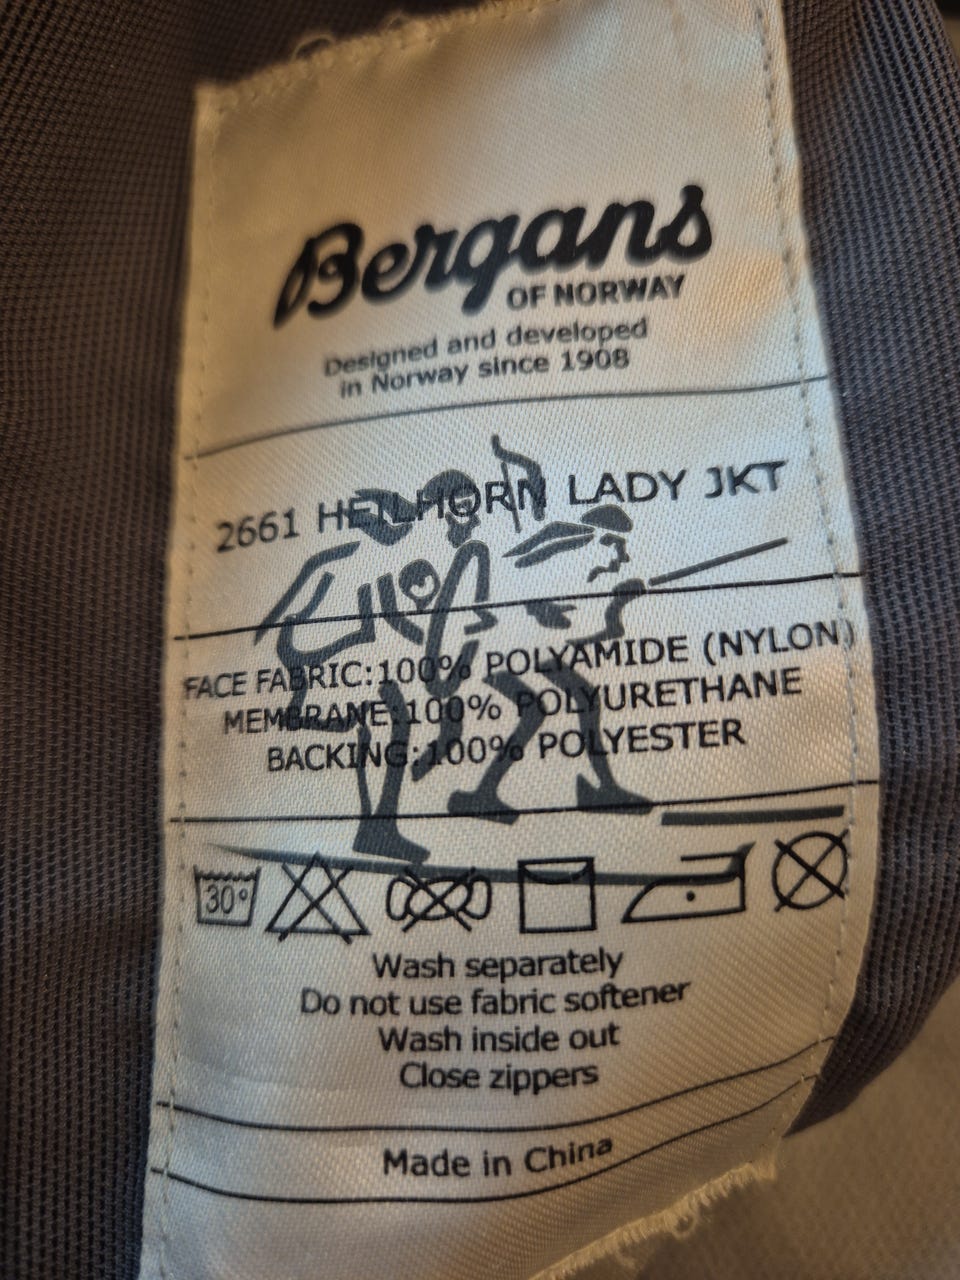 Bergans
OF NORWAY
Designed and developed
in Norway since 1908
2661 HEILHORN LADY JKT
FACE FABRIC:100% POLYAMIDE (NYLON)
MEMBRANE:100% POLYURETHANE
BACKING:100% POLYESTER
30°
Wash separately
Do not use fabric softener
Wash inside out
Close zippers
Made in China